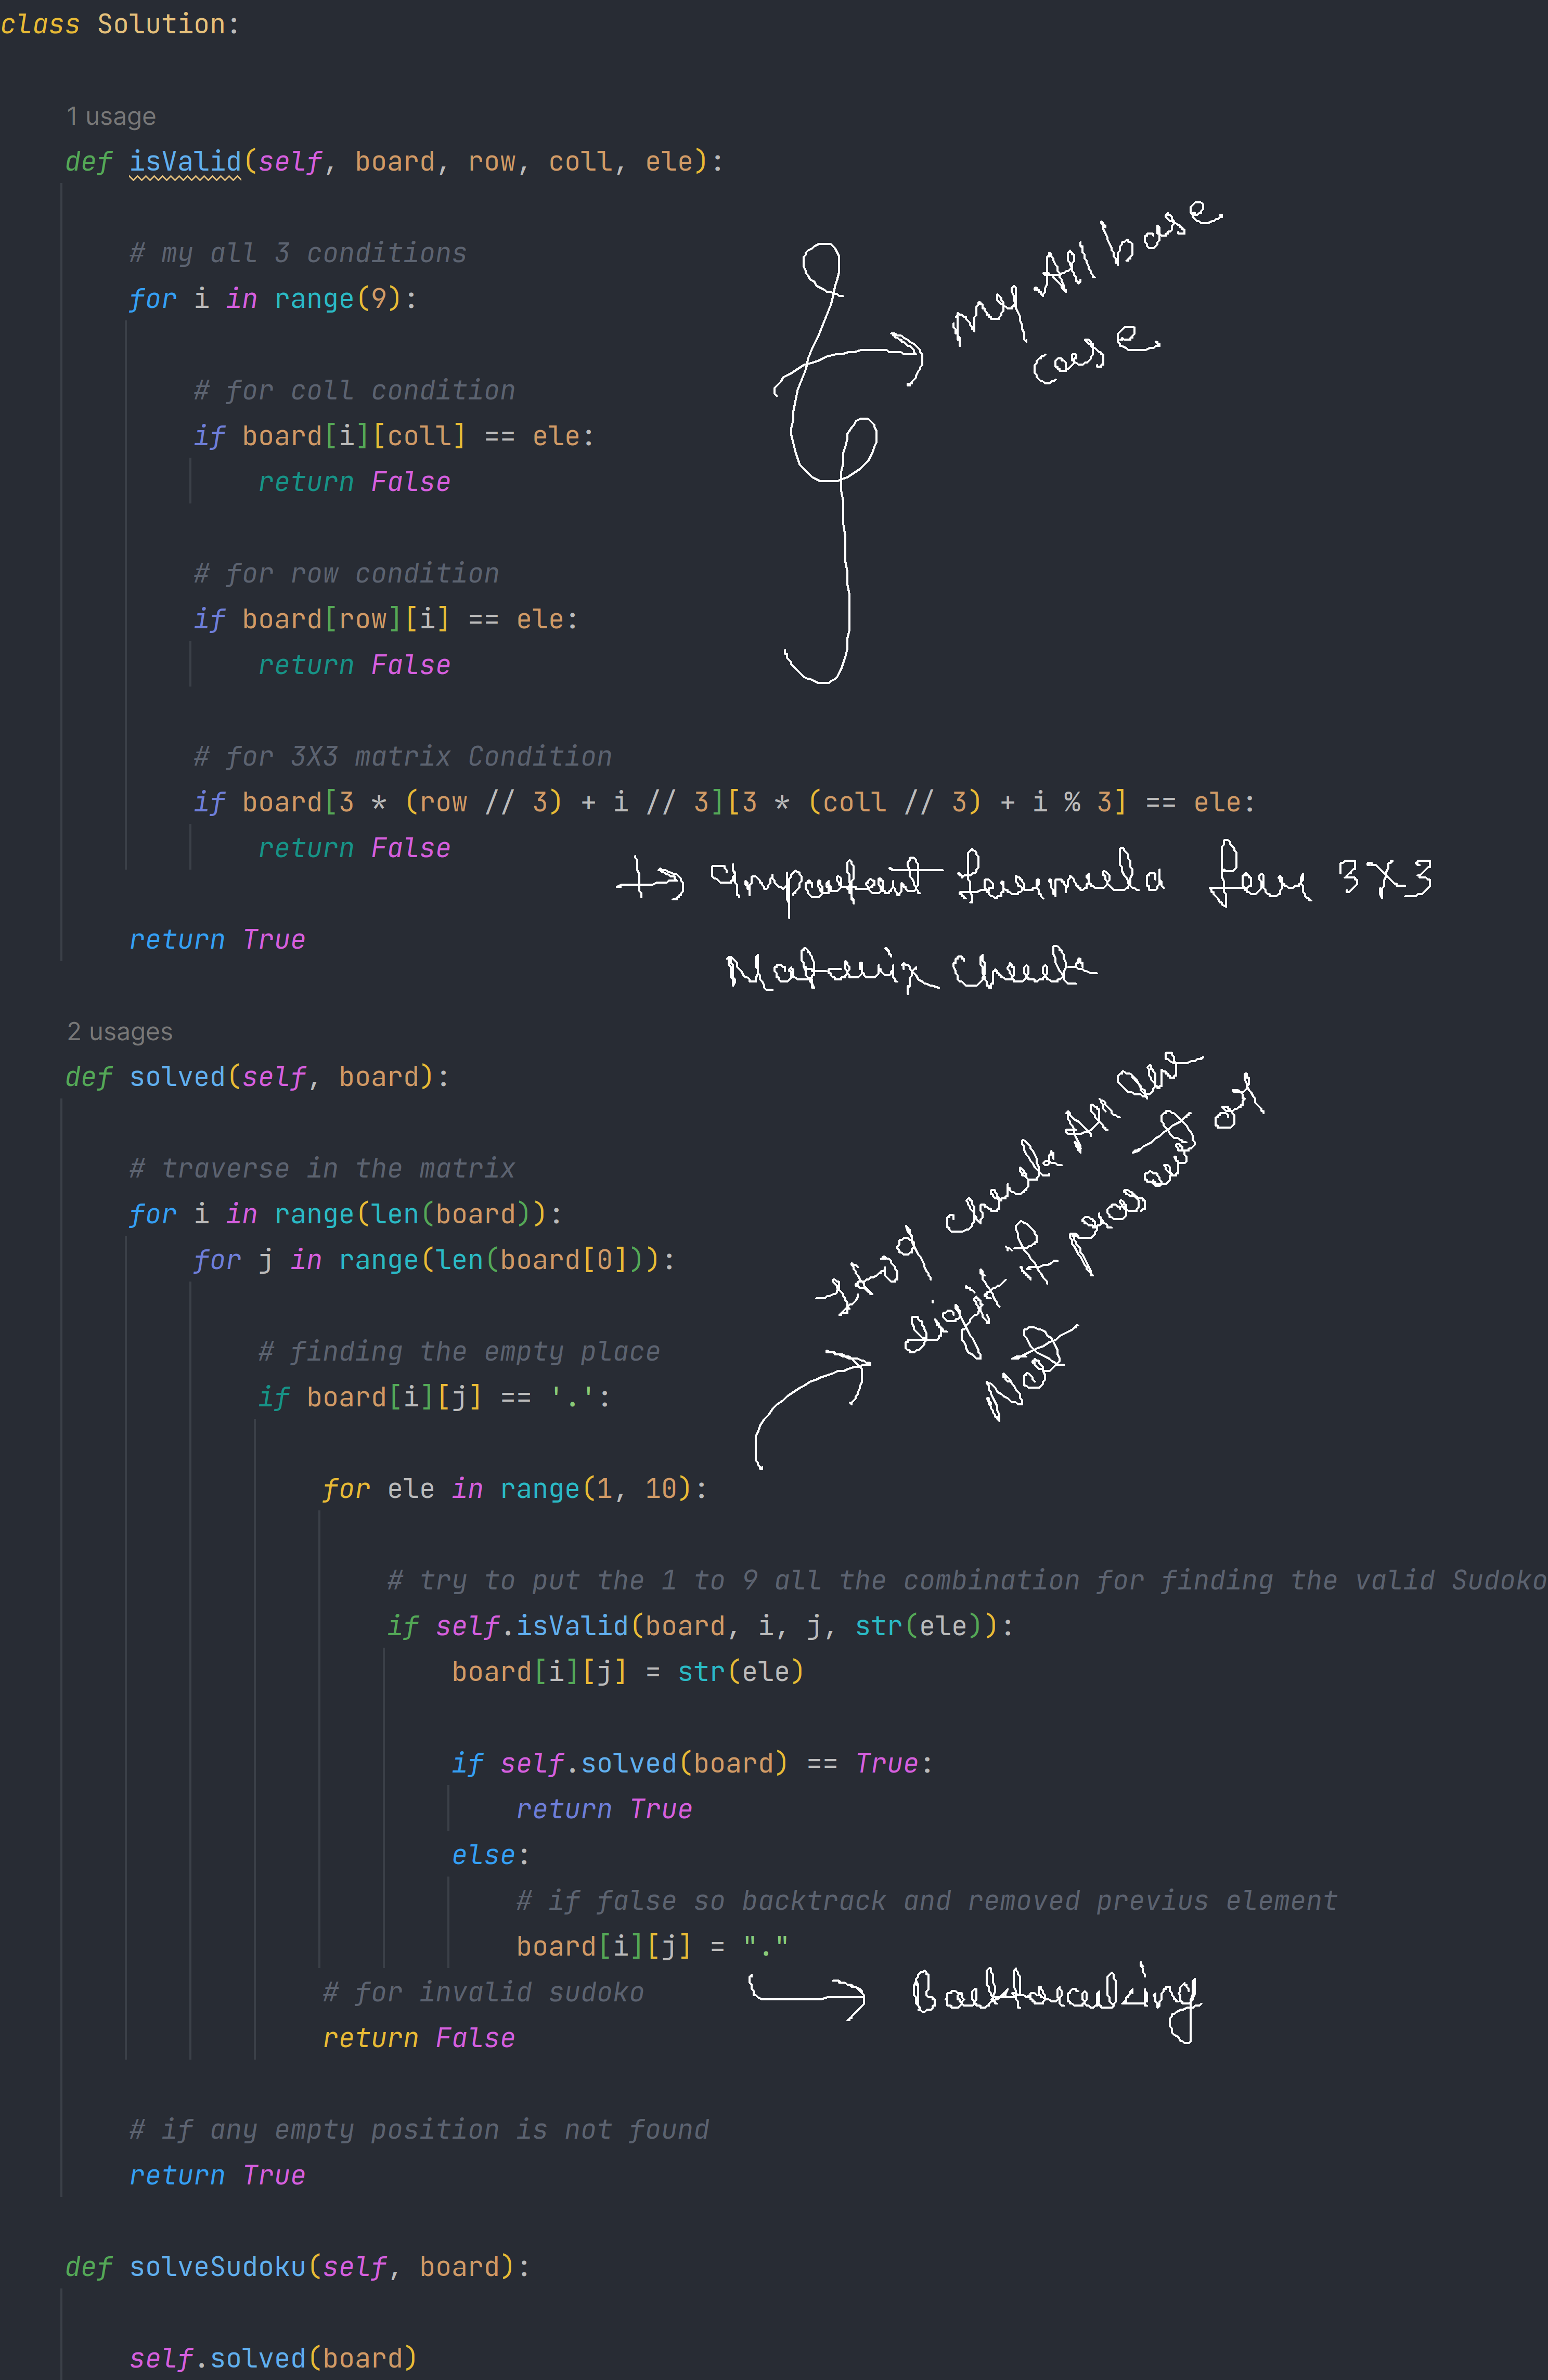 class Solution:
1 usage
def isValid(self, board, row, coll, ele):
# my all 3 conditions
for i in range(9):
my All base
case
# for coll condition
if board[i][coll] == ele:
return False
# for row condition
if board[row][i] == ele:
return False
# for 3X3 matrix Condition
if board[3 * (row // 3) + i // 3][3 * (coll // 3) + i % 3] == ele:
return False
Important formula for 3X3
Matrix Check
return True
2 usages
def solved(self, board):
# traverse in the matrix
for i in range(len(board)):
for j in range(len(board[0])):
check All
digit if present or
Not
# finding the empty place
if board[i][j] == '.':
for ele in range(1, 10):
# try to put the 1 to 9 all the combination for finding the valid Sudoko
if self.isValid(board, i, j, str(ele)):
board[i][j] = str(ele)
if self.solved(board) == True:
return True
else:
# if false so backtrack and removed previus element
board[i][j] = "."
Backtracking
# for invalid sudoko
return False
# if any empty position is not found
return True
def solveSudoku(self, board):
self.solved(board)